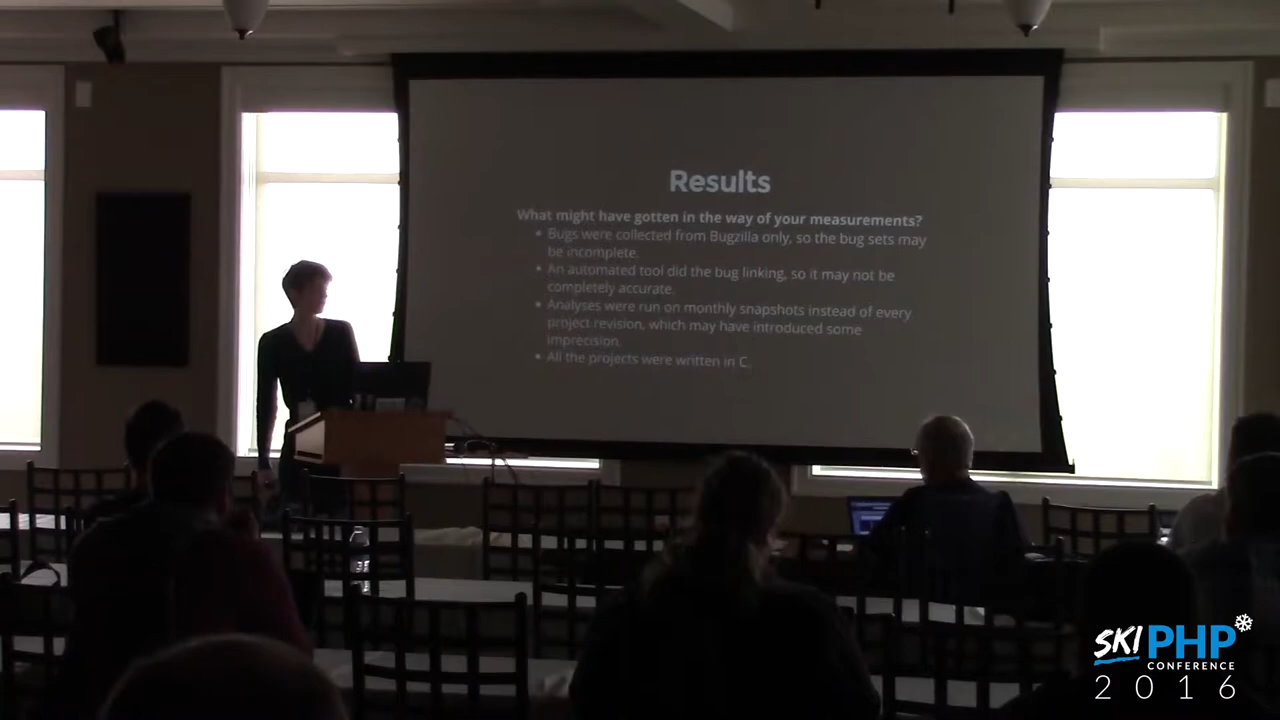 Results
What might have gotten in the way of your measurements?
• Bugs were collected from Bugzilla only, so the bug sets may
be incomplete.
• An automated tool did the bug linking, so it may not be
completely accurate.
• Analyses were run on monthly snapshots instead of every
project revision, which may have introduced some
imprecision.
• All the projects were written in C.
SKI PHP
CONFERENCE
2016